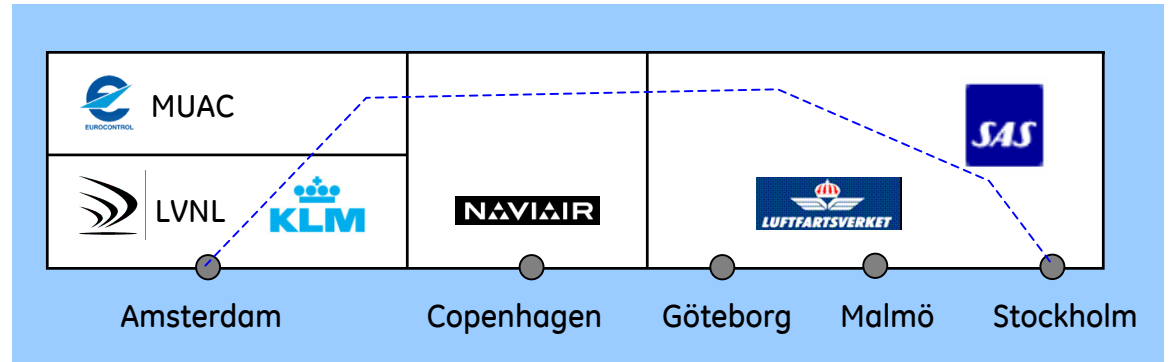 EUROCONTROL
MUAC
LVNL
KLM
NAVIAIR
LUFTFARTSVERKET
SAS
Amsterdam
Copenhagen
Göteborg
Malmö
Stockholm